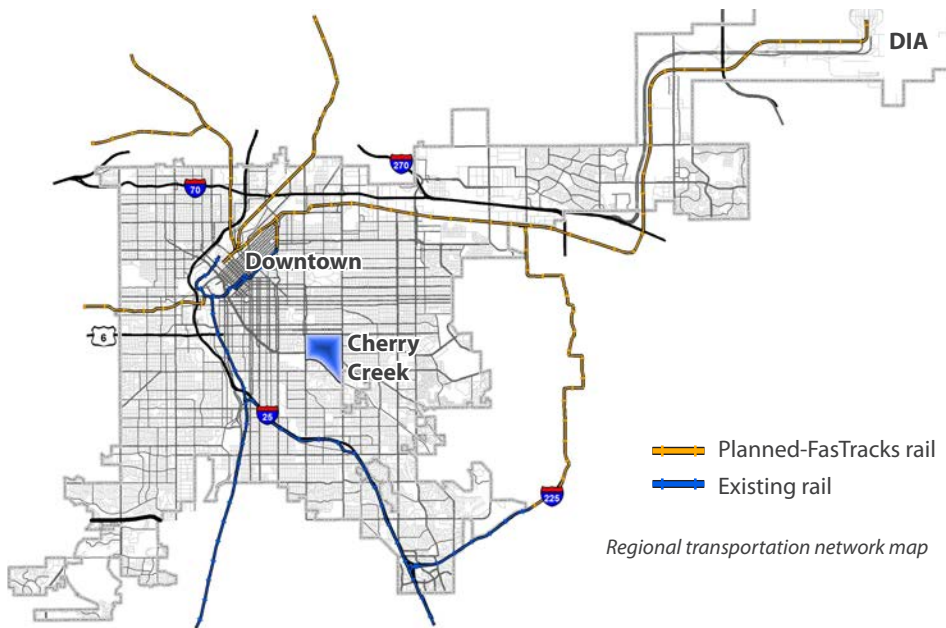 DIA
270
70
Downtown
6
Cherry
Creek
25
Planned-FasTracks rail
Existing rail
225
Regional transportation network map